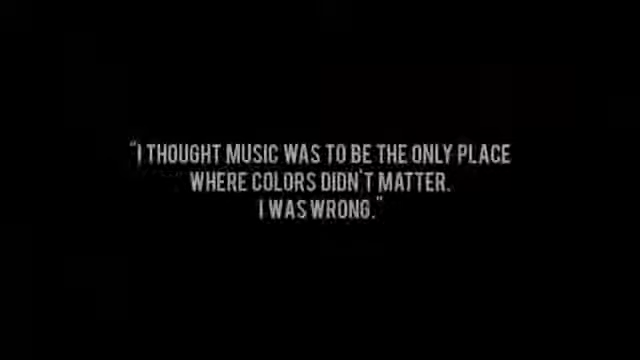 "I THOUGHT MUSIC WAS TO BE THE ONLY PLACE
WHERE COLORS DIDN'T MATTER.
I WAS WRONG."